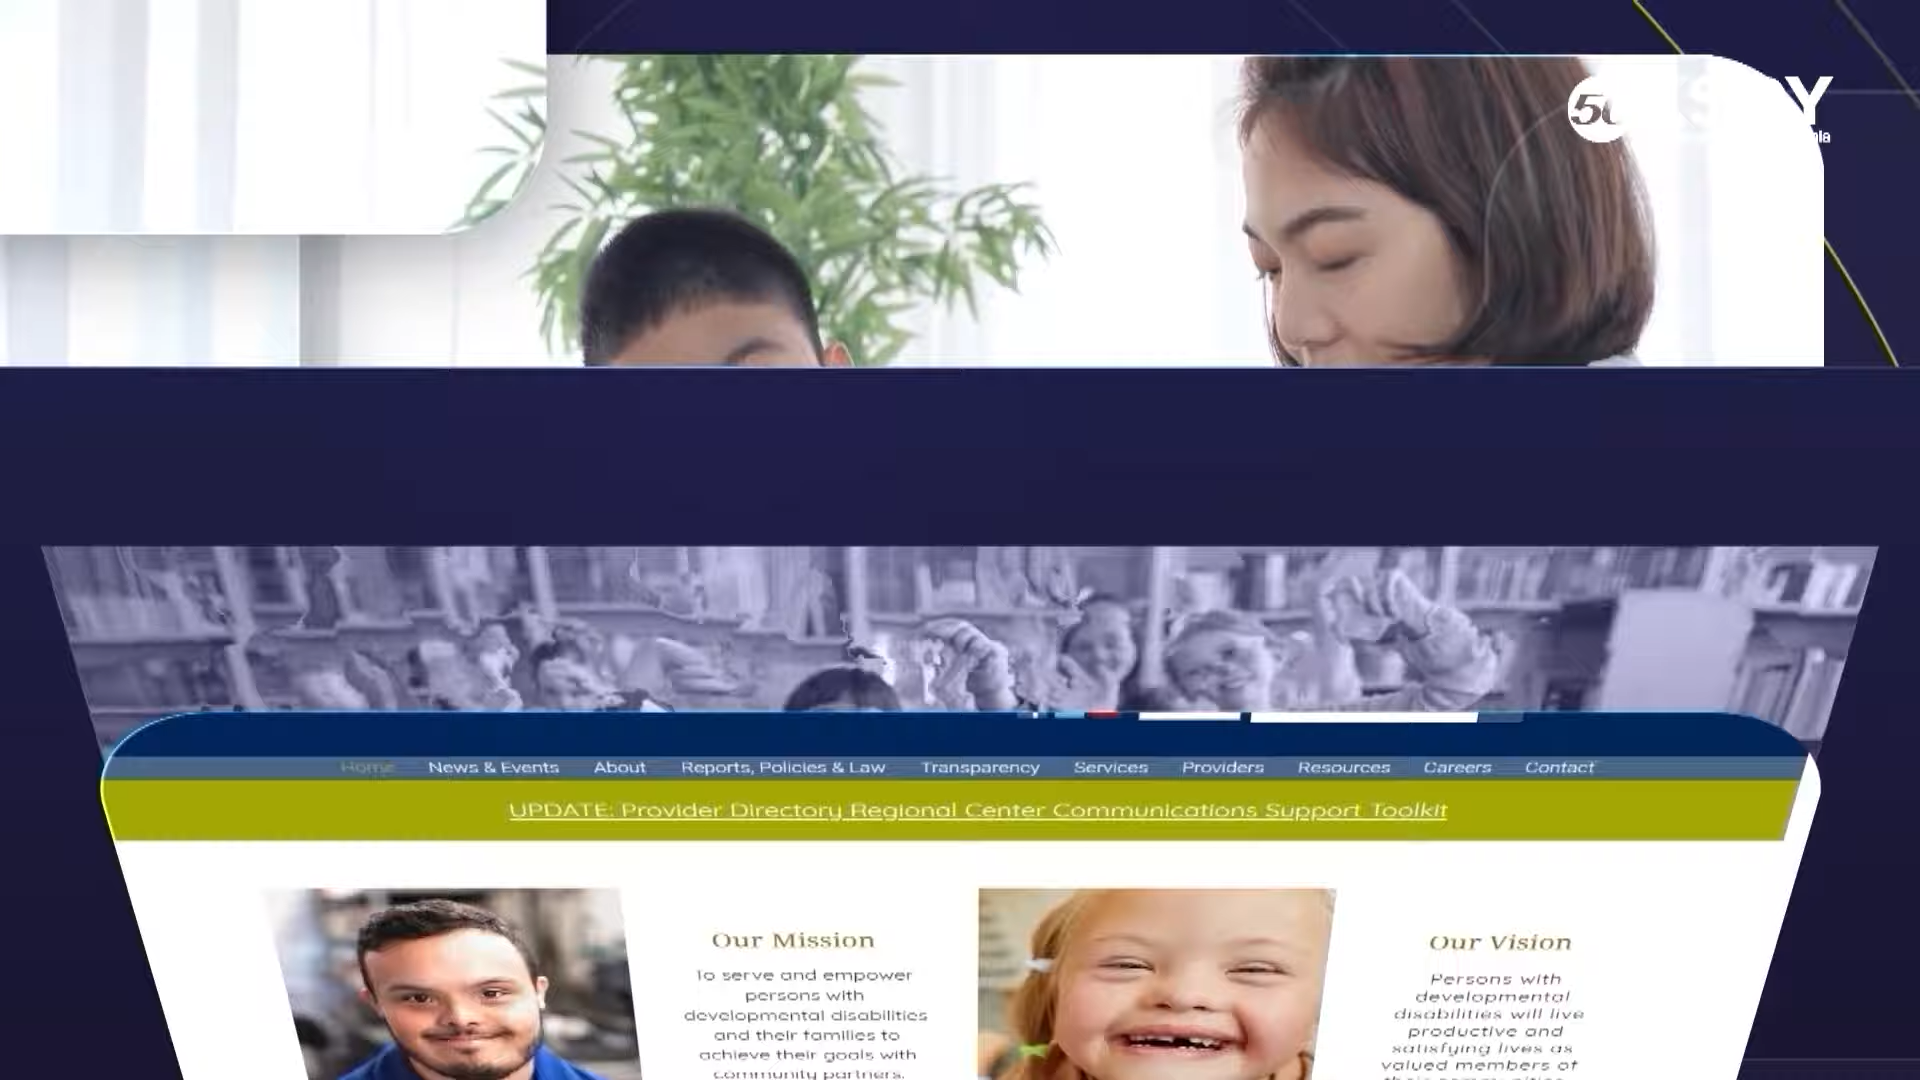 Home News & Events About Reports, Policies & Law Transparency Services Providers Resources Careers Contact
UPDATE: Provider Directory Regional Center Communications Support Toolkit
Our Mission
To serve and empower
persons with
developmental disabilities
and their families to
achieve their goals with
community partners.
Our Vision
Persons with
developmental
disabilities will live
productive and
satisfying lives as
valued members of